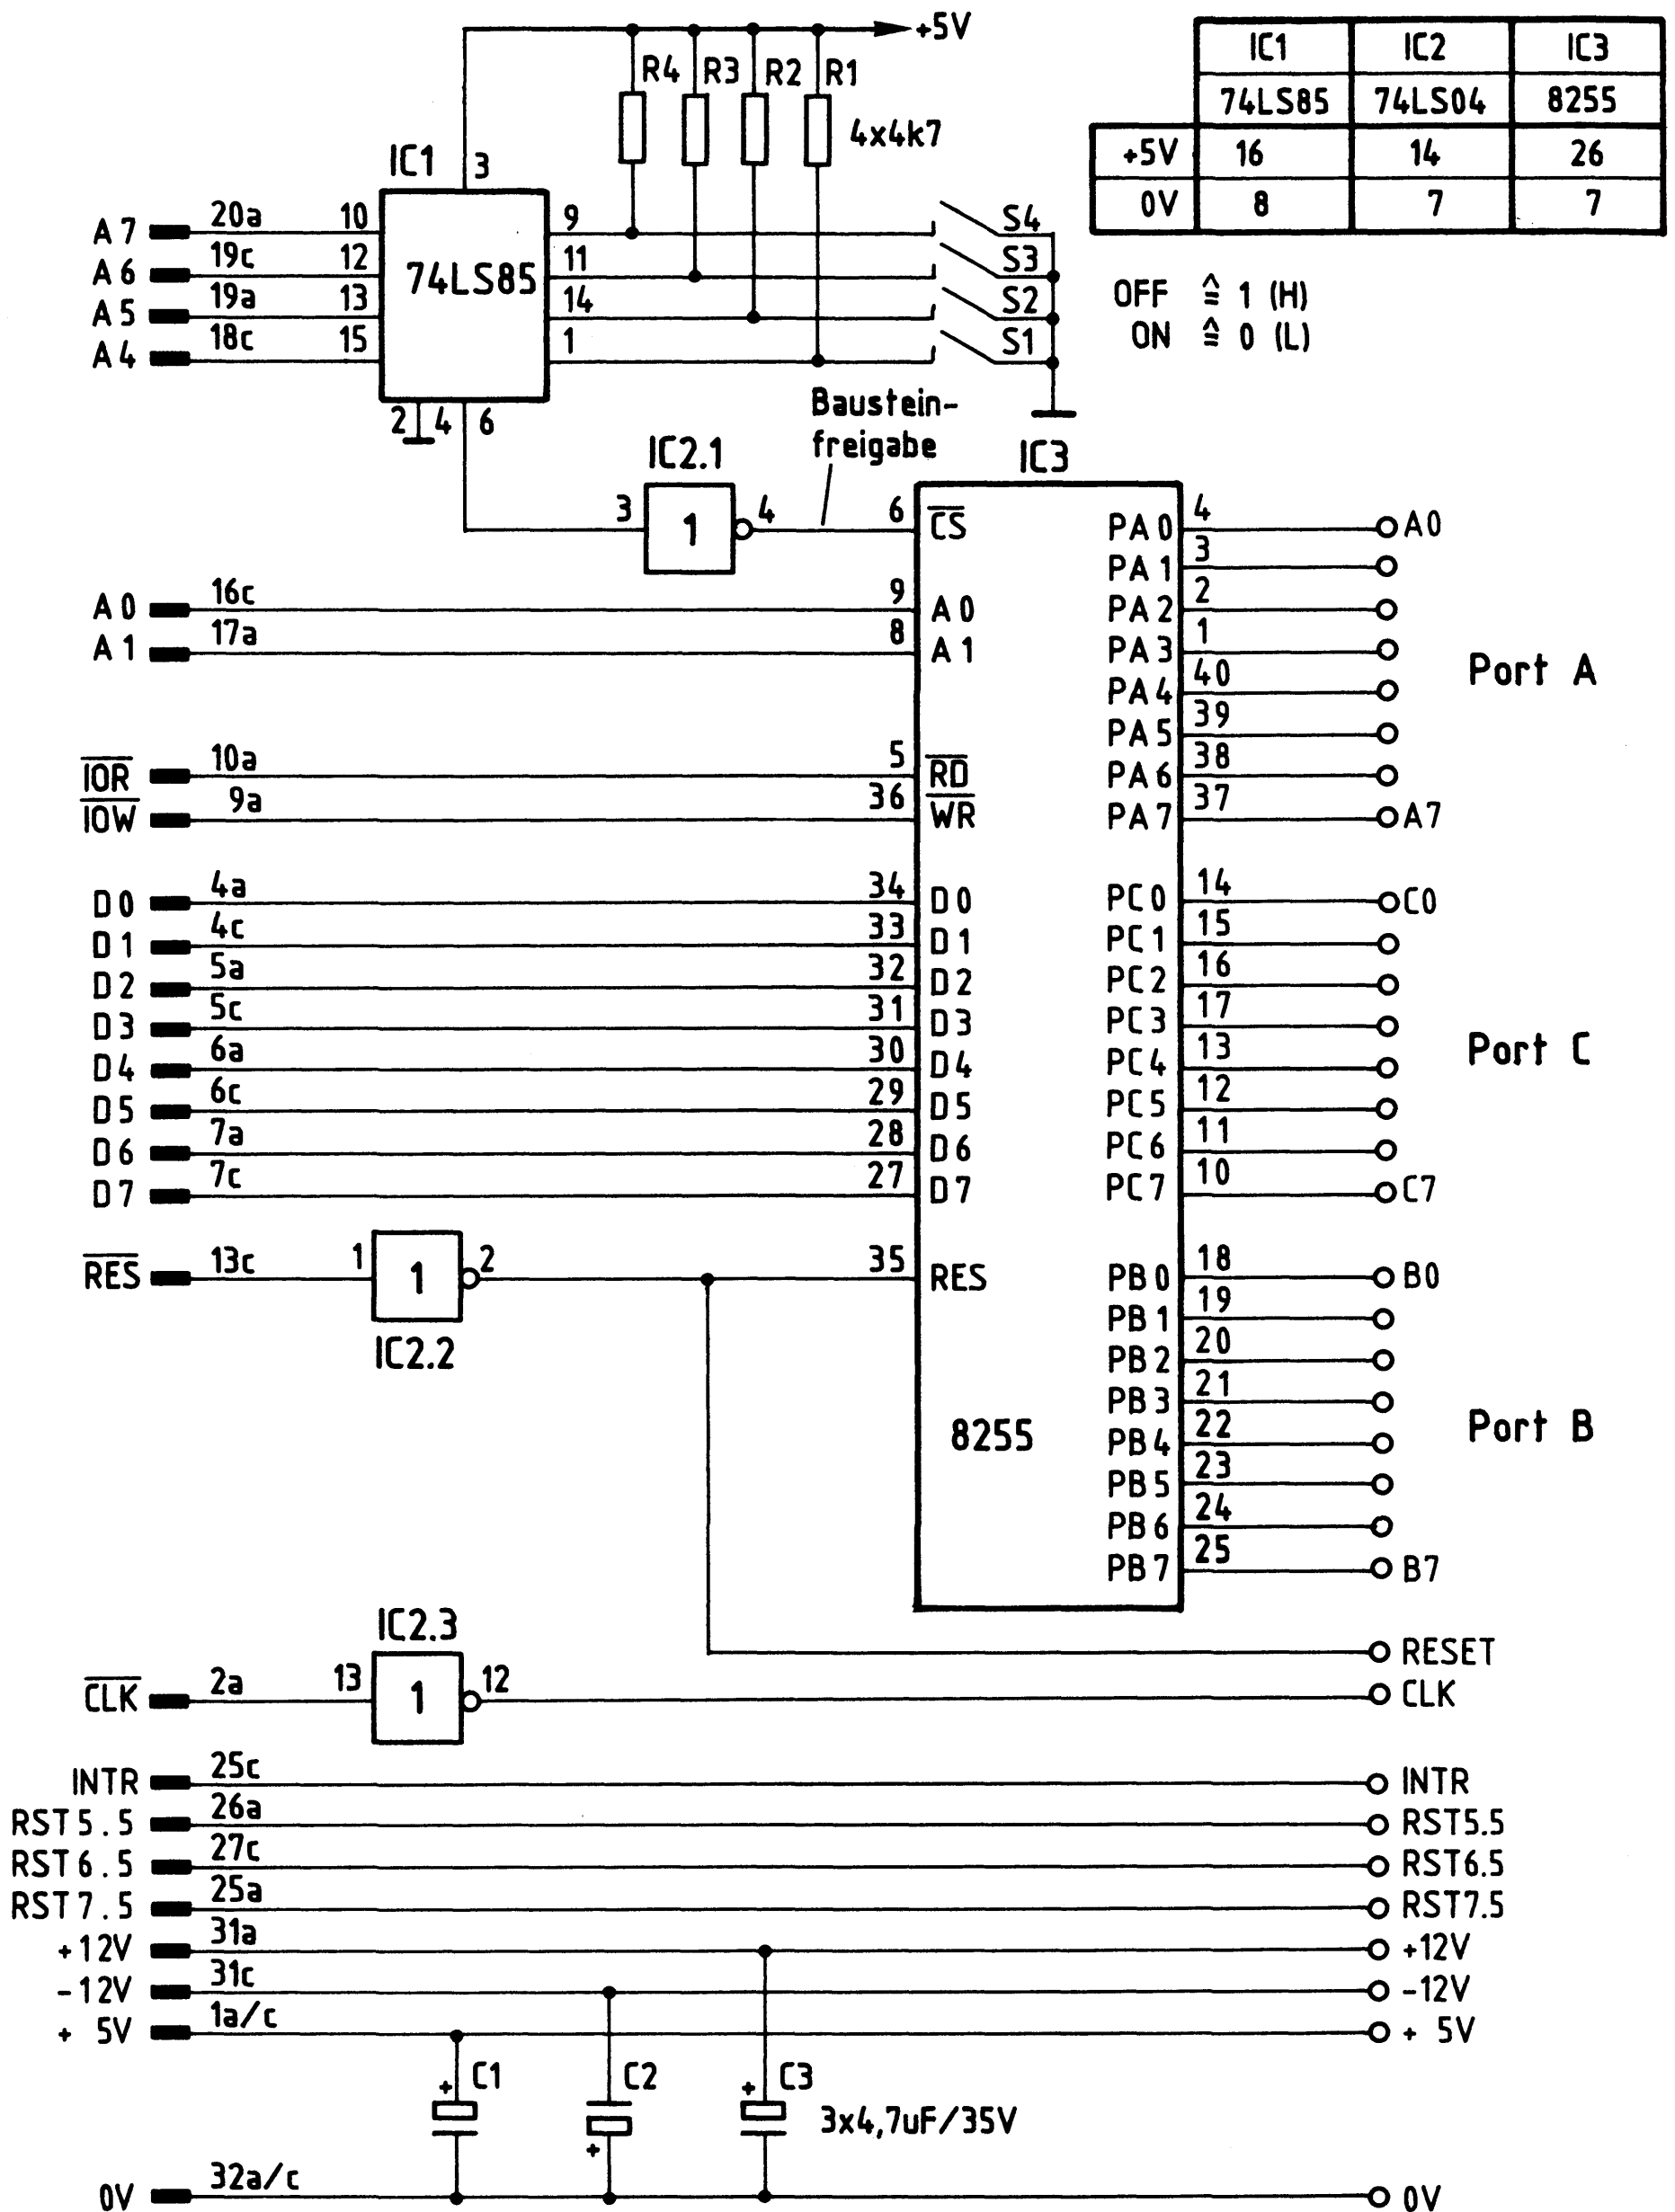 +5V
R4 R3 R2 R1
4x4k7
IC1 IC2 IC3
74LS85 74LS04 8255
+5V 16 14 26
0V 8 7 7
OFF ≙ 1 (H)
ON ≙ 0 (L)
IC1
3
74LS85
A7 20a 10 9 S4
A6 19c 12 11 S3
A5 19a 13 14 S2
A4 18c 15 1 S1
2 4 6
Baustein-
freigabe
IC2.1
3 1 4
IC3
6 C̅S̅ PA0 4 A0
PA1 3
A0 16c 9 A0 PA2 2
A1 17a 8 A1 PA3 1
Port A
PA4 40
PA5 39
I̅O̅R̅ 10a 5 R̅D̅ PA6 38
I̅O̅W̅ 9a 36 W̅R̅ PA7 37 A7
D0 4a 34 D0 PC0 14 C0
D1 4c 33 D1 PC1 15
D2 5a 32 D2 PC2 16
D3 5c 31 D3 PC3 17
Port C
D4 6a 30 D4 PC4 13
D5 6c 29 D5 PC5 12
D6 7a 28 D6 PC6 11
D7 7c 27 D7 PC7 10 C7
R̅E̅S̅ 13c 1 1 2 35 RES PB0 18 B0
IC2.2
PB1 19
PB2 20
PB3 21
8255
PB4 22
Port B
PB5 23
PB6 24
PB7 25 B7
IC2.3
RESET
C̅L̅K̅ 2a 13 1 12 CLK
INTR 25c INTR
RST5.5 26a RST5.5
RST6.5 27c RST6.5
RST7.5 25a RST7.5
+12V 31a +12V
-12V 31c -12V
+ 5V 1a/c + 5V
+ C1 C2 + + C3
3x4,7uF/35V
0V 32a/c 0V